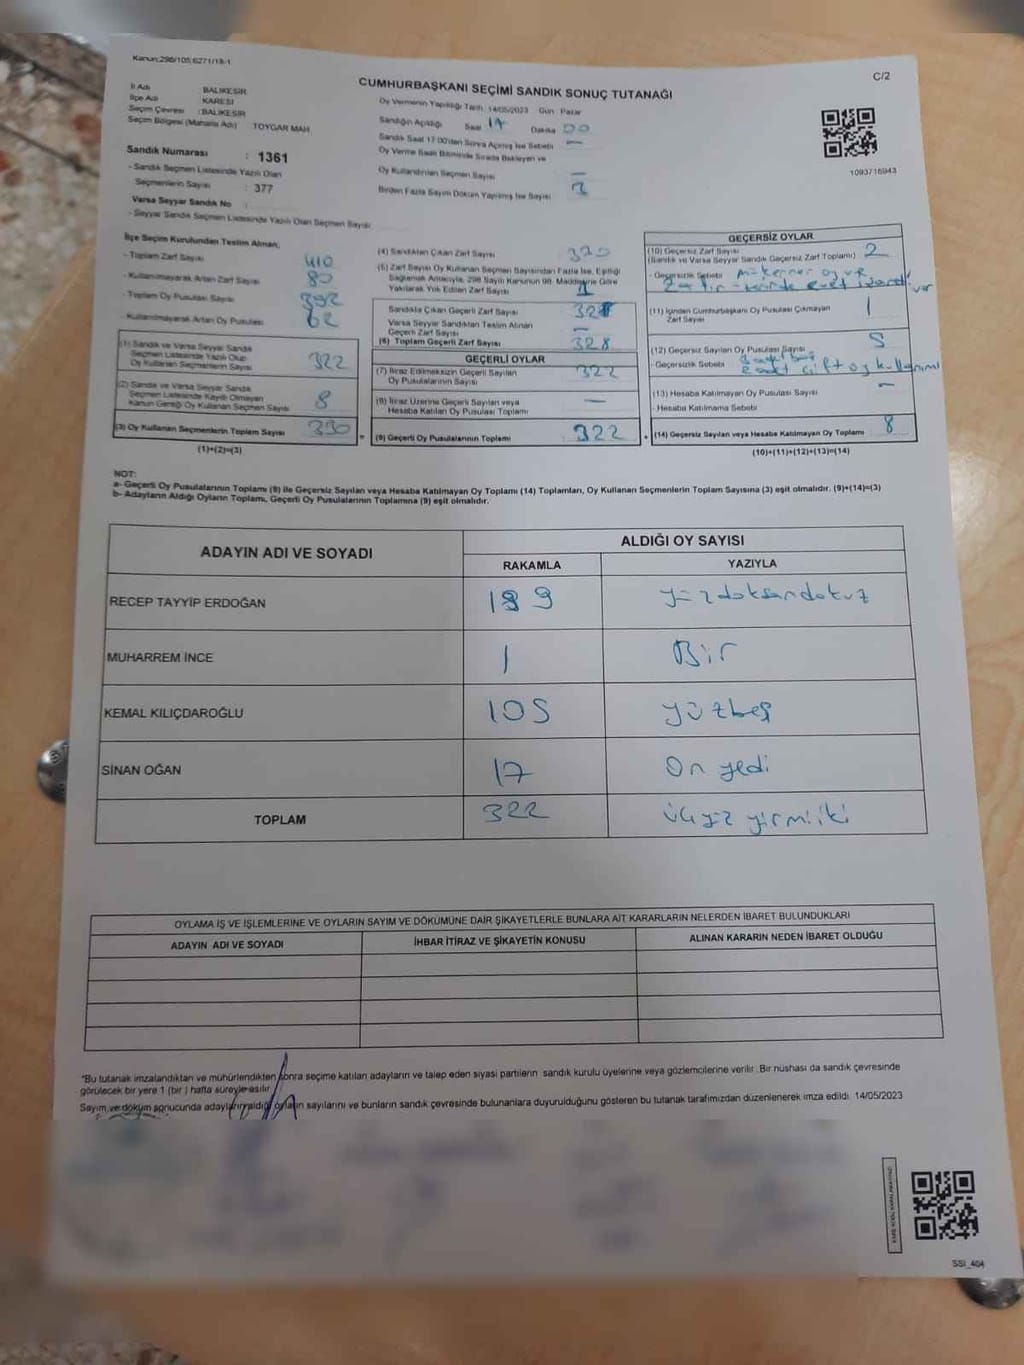 Kanun:298/105;6271/18-1
C/2
CUMHURBAŞKANI SEÇİMİ SANDIK SONUÇ TUTANAĞI
İl Adı BALIKESİR
İlçe Adı KARESİ
Seçim Çevresi : BALIKESİR
Seçim Bölgesi (Mahalle Adı) TOYGAR MAH.
Sandık Numarası : 1361
- Sandık Seçmen Listesinde Yazılı Olan
Seçmenlerin Sayısı : 377
Varsa Seyyar Sandık No :
- Seyyar Sandık Seçmen Listesinde Yazılı Olan Seçmen Sayısı
Oy Vermenin Yapıldığı Tarih: 14/05/2023 Gün : Pazar
Sandığın Açıldığı Saat 17 Dakika 00
Sandık Saat 17:00'den Sonra Açılmış İse Sebebi —
Oy Verme Saati Bitiminde Sırada Bekleyen ve
Oy Kullandırılan Seçmen Sayısı —
Birden Fazla Sayım Döküm Yapılmış İse Sayısı
1093716943
İlçe Seçim Kurulundan Teslim Alınan;
- Toplam Zarf Sayısı 410
- Kullanılmayarak Artan Zarf Sayısı 80
- Toplam Oy Pusulası Sayısı 392
- Kullanılmayarak Artan Oy Pusulası 62
(1) Sandık ve Varsa Seyyar Sandık
Seçmen Listesinde Yazılı Olup
Oy Kullanan Seçmenlerin Sayısı 322
(2) Sandık ve Varsa Seyyar Sandık
Seçmen Listesinde Kayıtlı Olmayan
Kanun Gereği Oy Kullanan Seçmen Sayısı 8
(3) Oy Kullanan Seçmenlerin Toplam Sayısı 330
(1)+(2)=(3)
(4) Sandıktan Çıkan Zarf Sayısı 330
(5) Zarf Sayısı Oy Kullanan Seçmen Sayısından Fazla İse, Eşitliği
Sağlamak Amacıyla, 298 Sayılı Kanunun 98. Maddesine Göre
Yakılarak Yok Edilen Zarf Sayısı
Sandıkta Çıkan Geçerli Zarf Sayısı 328
Varsa Seyyar Sandıktan Teslim Alınan
Geçerli Zarf Sayısı —
(6) Toplam Geçerli Zarf Sayısı 328
GEÇERLİ OYLAR
(7) İtiraz Edilmeksizin Geçerli Sayılan
Oy Pusulalarının Sayısı 322
(8) İtiraz Üzerine Geçerli Sayılan veya
Hesaba Katılan Oy Pusulası Toplamı —
(9) Geçerli Oy Pusulalarının Toplamı : 322
GEÇERSİZ OYLAR
(10) Geçersiz Zarf Sayısı
(Sandık ve Varsa Seyyar Sandık Geçersiz Zarf Toplamı) : 2
- Geçersizlik Sebebi mükerrer oy
evet işareti var
(11) İçinden Cumhurbaşkanı Oy Pusulası Çıkmayan
Zarf Sayısı 1
(12) Geçersiz Sayılan Oy Pusulası Sayısı 5
- Geçersizlik Sebebi
2 adet çift oy kullanımı
(13) Hesaba Katılmayan Oy Pusulası Sayısı —
- Hesaba Katılmama Sebebi
(14) Geçersiz Sayılan veya Hesaba Katılmayan Oy Toplamı 8
(10)+(11)+(12)+(13)=(14)
NOT:
a- Geçerli Oy Pusulalarının Toplamı (9) ile Geçersiz Sayılan veya Hesaba Katılmayan Oy Toplamı (14) Toplamları, Oy Kullanan Seçmenlerin Toplam Sayısına (3) eşit olmalıdır. (9)+(14)=(3)
b- Adayların Aldığı Oyların Toplamı, Geçerli Oy Pusulalarının Toplamına (9) eşit olmalıdır.
ADAYIN ADI VE SOYADI ALDIĞI OY SAYISI
RAKAMLA YAZIYLA
RECEP TAYYİP ERDOĞAN 199 yüzdoksandokuz
MUHARREM İNCE 1 Bir
KEMAL KILIÇDAROĞLU 105 yüzbeş
SİNAN OĞAN 17 On yedi
TOPLAM 322 üçyüz yirmiiki
OYLAMA İŞ VE İŞLEMLERİNE VE OYLARIN SAYIM VE DÖKÜMÜNE DAİR ŞİKAYETLERLE BUNLARA AİT KARARLARIN NELERDEN İBARET BULUNDUKLARI
ADAYIN ADI VE SOYADI İHBAR İTİRAZ VE ŞİKAYETİN KONUSU ALINAN KARARIN NEDEN İBARET OLDUĞU
*Bu tutanak imzalandıktan ve mühürlendikten sonra seçime katılan adayların ve talep eden siyasi partilerin sandık kurulu üyelerine veya gözlemcilerine verilir. Bir nüshası da sandık çevresinde
görülecek bir yere 1 (bir) hafta süreyle asılır.
Sayım ve döküm sonucunda adayların aldığı oyların sayılarını ve bunların sandık çevresinde bulunanlara duyurulduğunu gösteren bu tutanak tarafımızdan düzenlenerek imza edildi. 14/05/2023
SSI_404